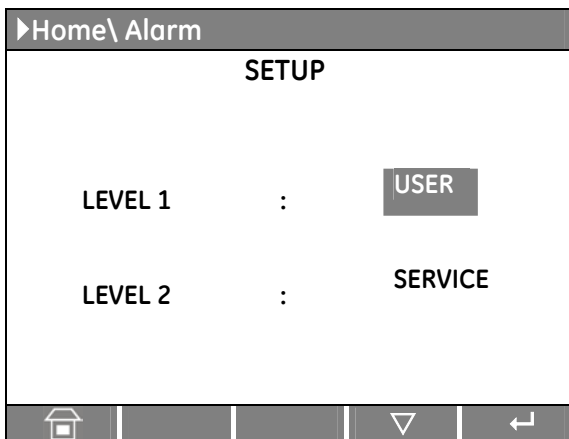 Home\ Alarm
SETUP
LEVEL 1 : USER
LEVEL 2 : SERVICE